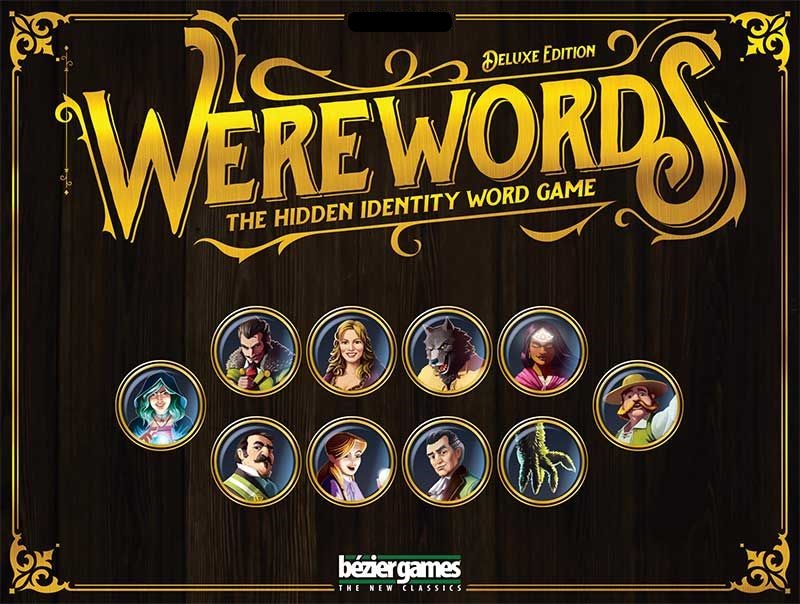 Deluxe Edition
Werewords
The Hidden Identity Word Game
béziergames
THE NEW CLASSICS